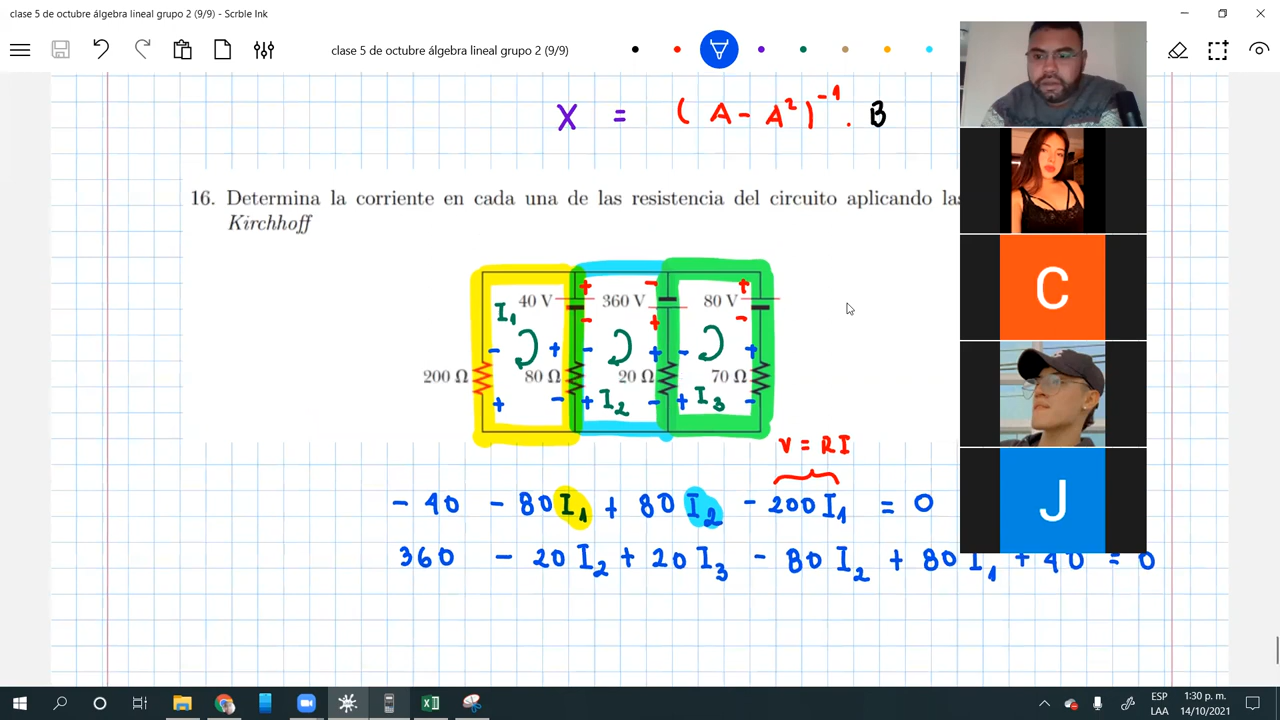 clase 5 de octubre álgebra lineal grupo 2 (9/9) - Scrble Ink
clase 5 de octubre álgebra lineal grupo 2 (9/9)
X = (A - A²)⁻¹ . B
16. Determina la corriente en cada una de las resistencia del circuito aplicando las
Kirchhoff
I₁ 40 V + - 360 V - + 80 V + -
- + - + - +
200 Ω 80 Ω 20 Ω 70 Ω
+ - + I₂ - + I₃ -
V = RI
- 40 - 80 I₁ + 80 I₂ - 200 I₁ = 0
360 - 20 I₂ + 20 I₃ - 80 I₂ + 80 I₁ + 40 = 0
C
J
ESP 1:30 p. m.
LAA 14/10/2021